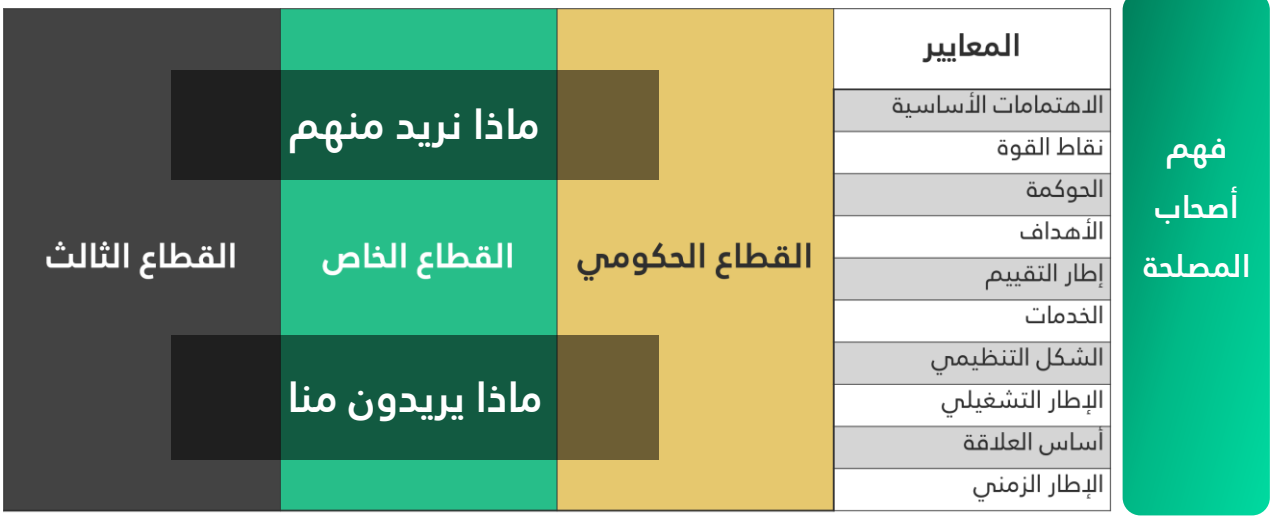 فهم
أصحاب
المصلحة
المعايير
الاهتمامات الأساسية
نقاط القوة
الحوكمة
الأهداف
إطار التقييم
الخدمات
الشكل التنظيمي
الإطار التشغيلي
أساس العلاقة
الإطار الزمني
ماذا نريد منهم
القطاع الحكومي
القطاع الخاص
القطاع الثالث
ماذا يريدون منا